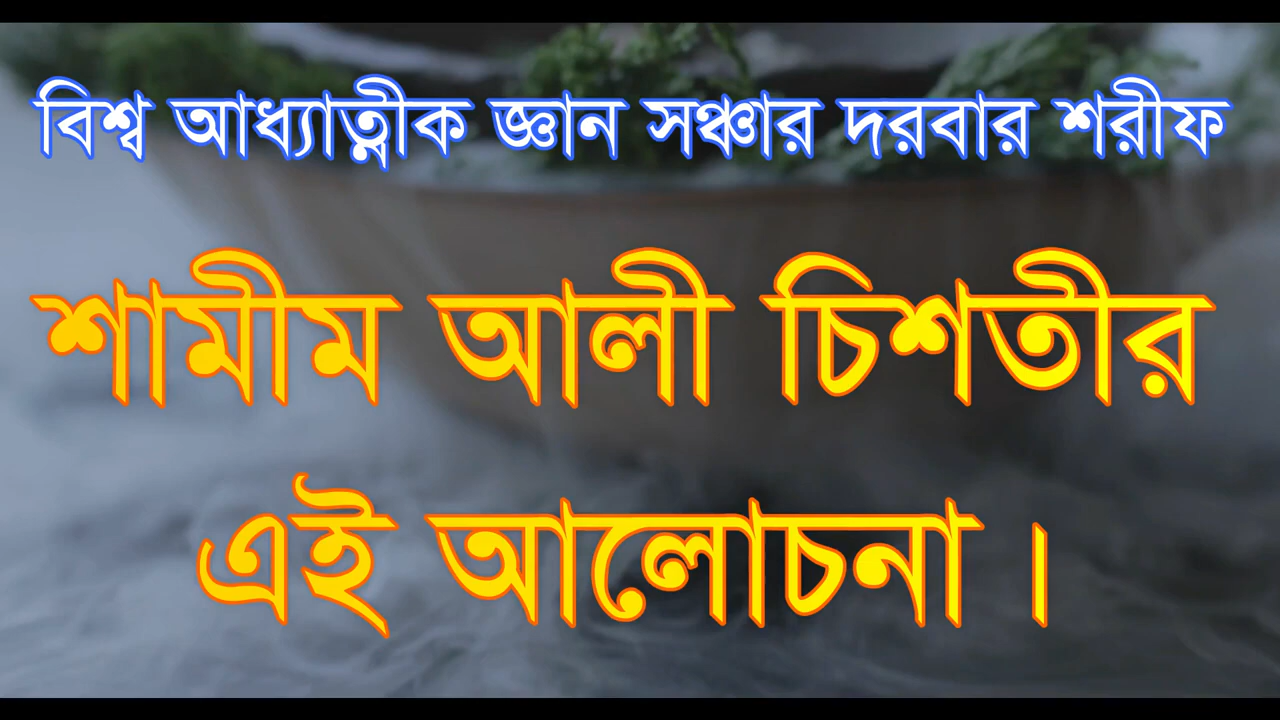 বিশ্ব আধ্যাত্নীক জ্ঞান সঞ্চার দরবার শরীফ
শামীম আলী চিশতীর
এই আলোচনা।